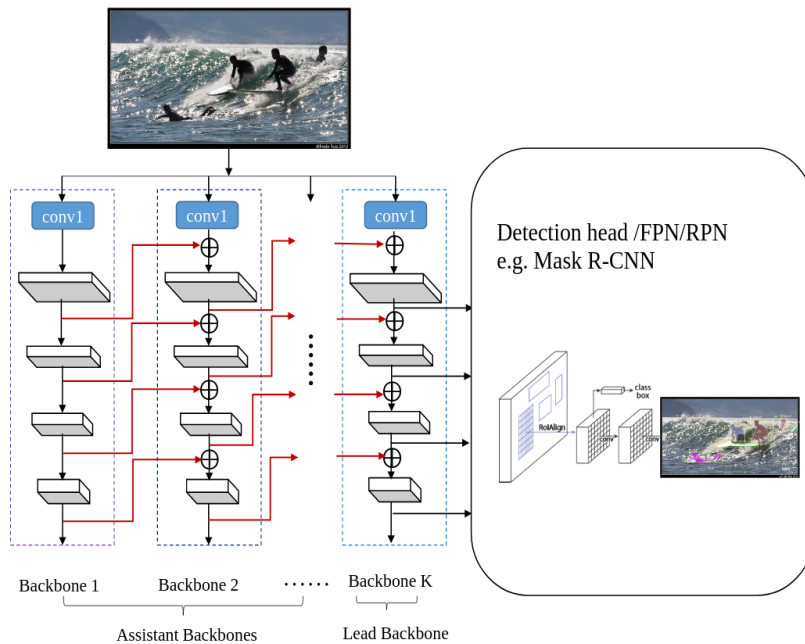 conv1
conv1
conv1
Detection head /FPN/RPN
e.g. Mask R-CNN
class
box
RoIAlign
conv
conv
Backbone 1
Backbone 2
......
Backbone K
Assistant Backbones
Lead Backbone